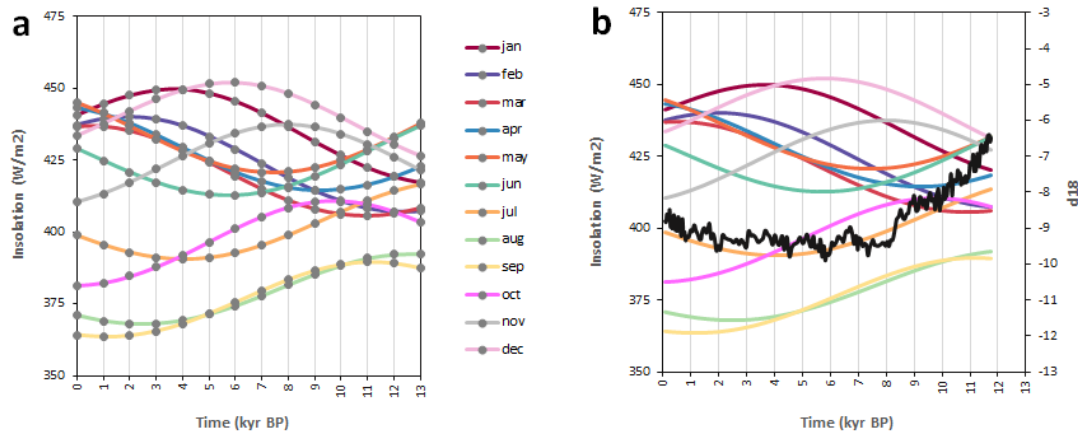 a
475
450
425
400
375
350
Insolation (W/m2)
0 1 2 3 4 5 6 7 8 9 10 11 12 13
Time (kyr BP)
jan
feb
mar
apr
may
jun
jul
aug
sep
oct
nov
dec
b
475
450
425
400
375
350
Insolation (W/m2)
0 1 2 3 4 5 6 7 8 9 10 11 12 13
Time (kyr BP)
-3
-4
-5
-6
-7
-8
-9
-10
-11
-12
-13
d18